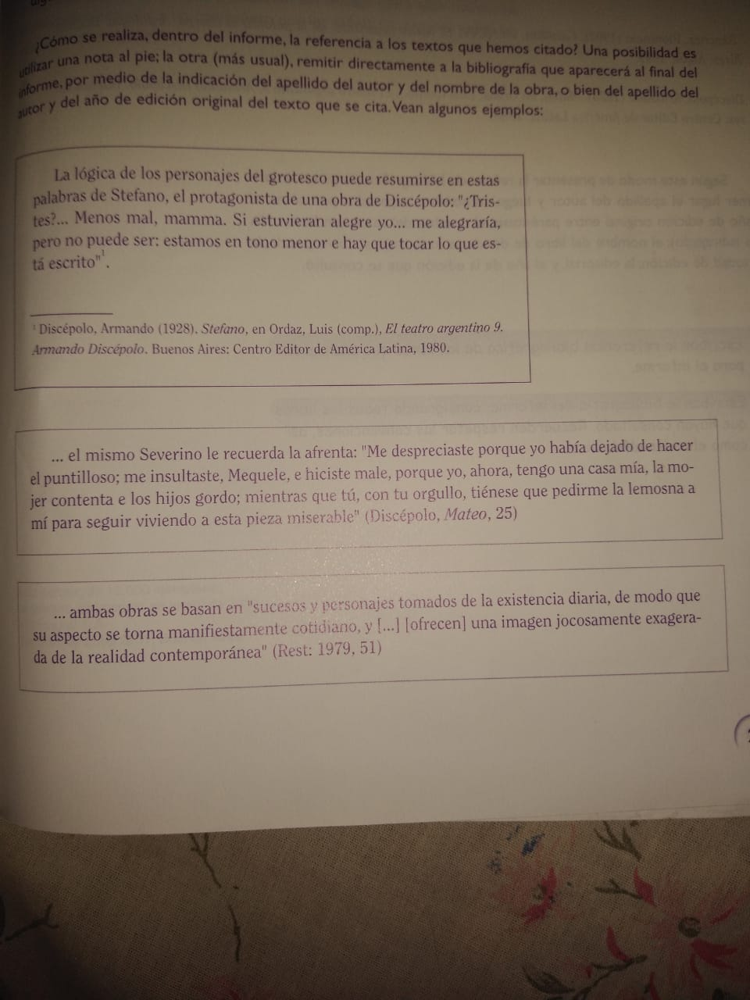 ¿Cómo se realiza, dentro del informe, la referencia a los textos que hemos citado? Una posibilidad es
utilizar una nota al pie; la otra (más usual), remitir directamente a la bibliografía que aparecerá al final del
informe, por medio de la indicación del apellido del autor y del nombre de la obra, o bien del apellido del
autor y del año de edición original del texto que se cita. Vean algunos ejemplos:
La lógica de los personajes del grotesco puede resumirse en estas
palabras de Stefano, el protagonista de una obra de Discépolo: "¿Tris-
tes?... Menos mal, mamma. Si estuvieran alegre yo... me alegraría,
pero no puede ser: estamos en tono menor e hay que tocar lo que es-
tá escrito"1.
1 Discépolo, Armando (1928). Stefano, en Ordaz, Luis (comp.), El teatro argentino 9.
Armando Discépolo. Buenos Aires: Centro Editor de América Latina, 1980.
... el mismo Severino le recuerda la afrenta: "Me despreciaste porque yo había dejado de hacer
el puntilloso; me insultaste, Mequele, e hiciste male, porque yo, ahora, tengo una casa mía, la mo-
jer contenta e los hijos gordo; mientras que tú, con tu orgullo, tiénese que pedirme la lemosna a
mí para seguir viviendo a esta pieza miserable" (Discépolo, Mateo, 25)
... ambas obras se basan en "sucesos y personajes tomados de la existencia diaria, de modo que
su aspecto se torna manifiestamente cotidiano, y [...] [ofrecen] una imagen jocosamente exagera-
da de la realidad contemporánea" (Rest: 1979, 51)